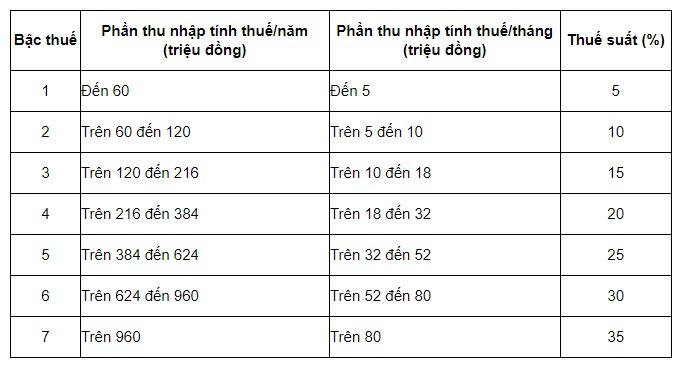 Bậc thuế Phần thu nhập tính thuế/năm (triệu đồng) Phần thu nhập tính thuế/tháng (triệu đồng) Thuế suất (%)
1 Đến 60 Đến 5 5
2 Trên 60 đến 120 Trên 5 đến 10 10
3 Trên 120 đến 216 Trên 10 đến 18 15
4 Trên 216 đến 384 Trên 18 đến 32 20
5 Trên 384 đến 624 Trên 32 đến 52 25
6 Trên 624 đến 960 Trên 52 đến 80 30
7 Trên 960 Trên 80 35